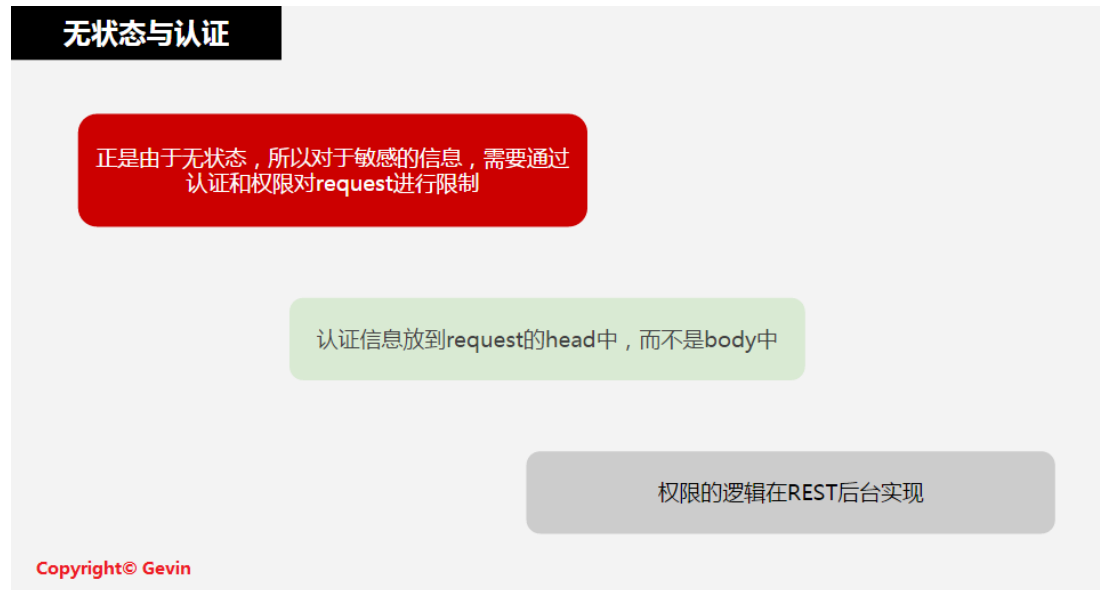 无状态与认证
正是由于无状态，所以对于敏感的信息，需要通过
认证和权限对request进行限制
认证信息放到request的head中，而不是body中
权限的逻辑在REST后台实现
Copyright© Gevin